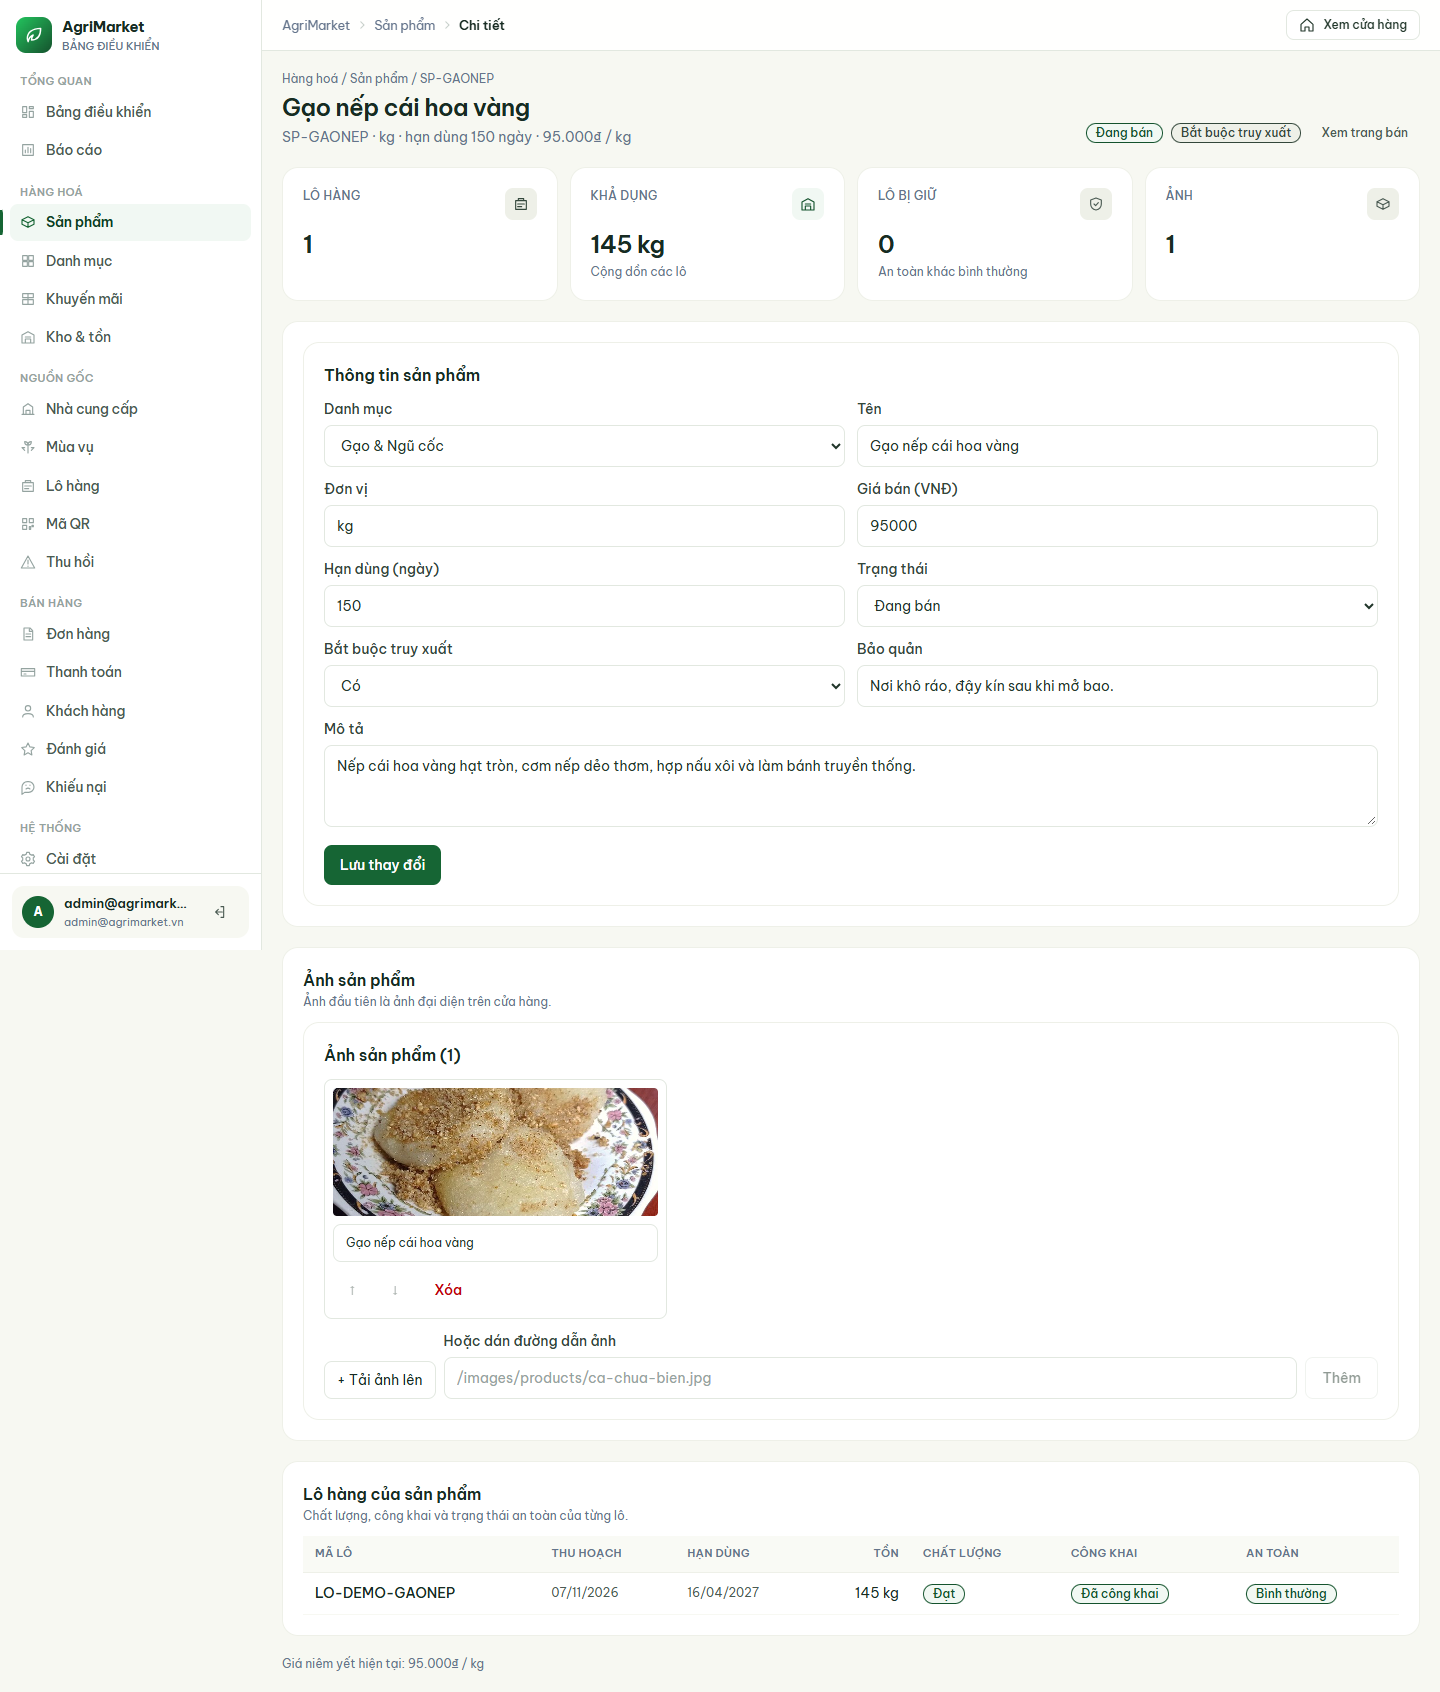 AgriMarket
BẢNG ĐIỀU KHIỂN
TỔNG QUAN
Bảng điều khiển
Báo cáo
HÀNG HOÁ
Sản phẩm
Danh mục
Khuyến mãi
Kho & tồn
NGUỒN GỐC
Nhà cung cấp
Mùa vụ
Lô hàng
Mã QR
Thu hồi
BÁN HÀNG
Đơn hàng
Thanh toán
Khách hàng
Đánh giá
Khiếu nại
HỆ THỐNG
Cài đặt
A
admin@agrimark...
admin@agrimarket.vn
AgriMarket > Sản phẩm > Chi tiết
Xem cửa hàng
Hàng hoá / Sản phẩm / SP-GAONEP
Gạo nếp cái hoa vàng
SP-GAONEP · kg · hạn dùng 150 ngày · 95.000₫ / kg
Đang bán
Bắt buộc truy xuất
Xem trang bán
LÔ HÀNG
1
KHẢ DỤNG
145 kg
Cộng dồn các lô
LÔ BỊ GIỮ
0
An toàn khác bình thường
ẢNH
1
Thông tin sản phẩm
Danh mục
Gạo & Ngũ cốc
Tên
Gạo nếp cái hoa vàng
Đơn vị
kg
Giá bán (VNĐ)
95000
Hạn dùng (ngày)
150
Trạng thái
Đang bán
Bắt buộc truy xuất
Có
Bảo quản
Nơi khô ráo, đậy kín sau khi mở bao.
Mô tả
Nếp cái hoa vàng hạt tròn, cơm nếp dẻo thơm, hợp nấu xôi và làm bánh truyền thống.
Lưu thay đổi
Ảnh sản phẩm
Ảnh đầu tiên là ảnh đại diện trên cửa hàng.
Ảnh sản phẩm (1)
Gạo nếp cái hoa vàng
↑ ↓ Xóa
Hoặc dán đường dẫn ảnh
+ Tải ảnh lên
/images/products/ca-chua-bien.jpg
Thêm
Lô hàng của sản phẩm
Chất lượng, công khai và trạng thái an toàn của từng lô.
MÃ LÔ THU HOẠCH HẠN DÙNG TỒN CHẤT LƯỢNG CÔNG KHAI AN TOÀN
LO-DEMO-GAONEP 07/11/2026 16/04/2027 145 kg Đạt Đã công khai Bình thường
Giá niêm yết hiện tại: 95.000₫ / kg